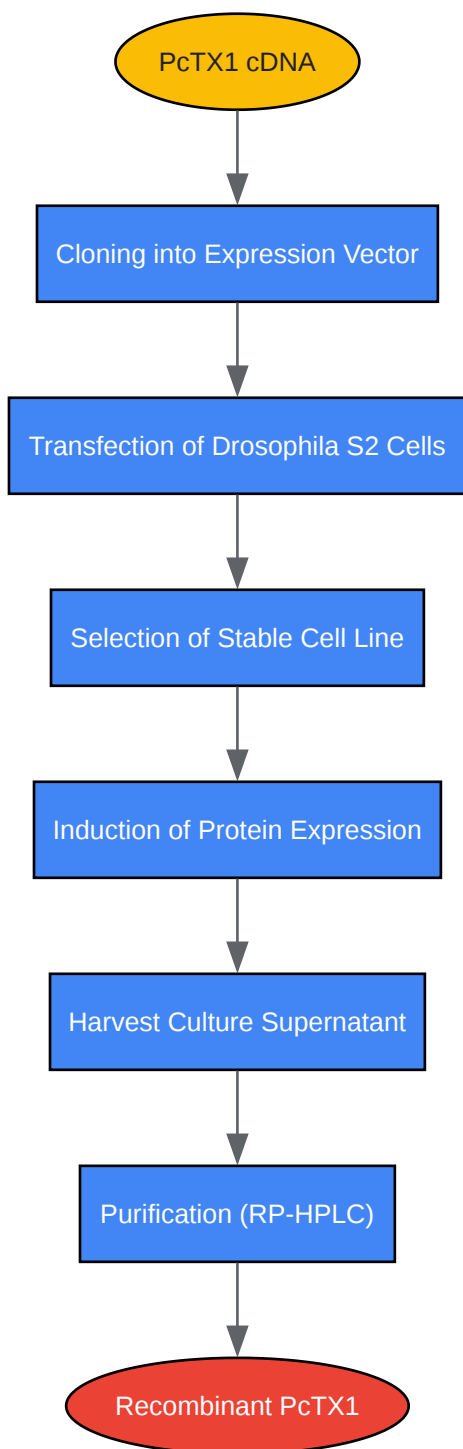 PcTX1 cDNA
Cloning into Expression Vector
Transfection of Drosophila S2 Cells
Selection of Stable Cell Line
Induction of Protein Expression
Harvest Culture Supernatant
Purification (RP-HPLC)
Recombinant PcTX1